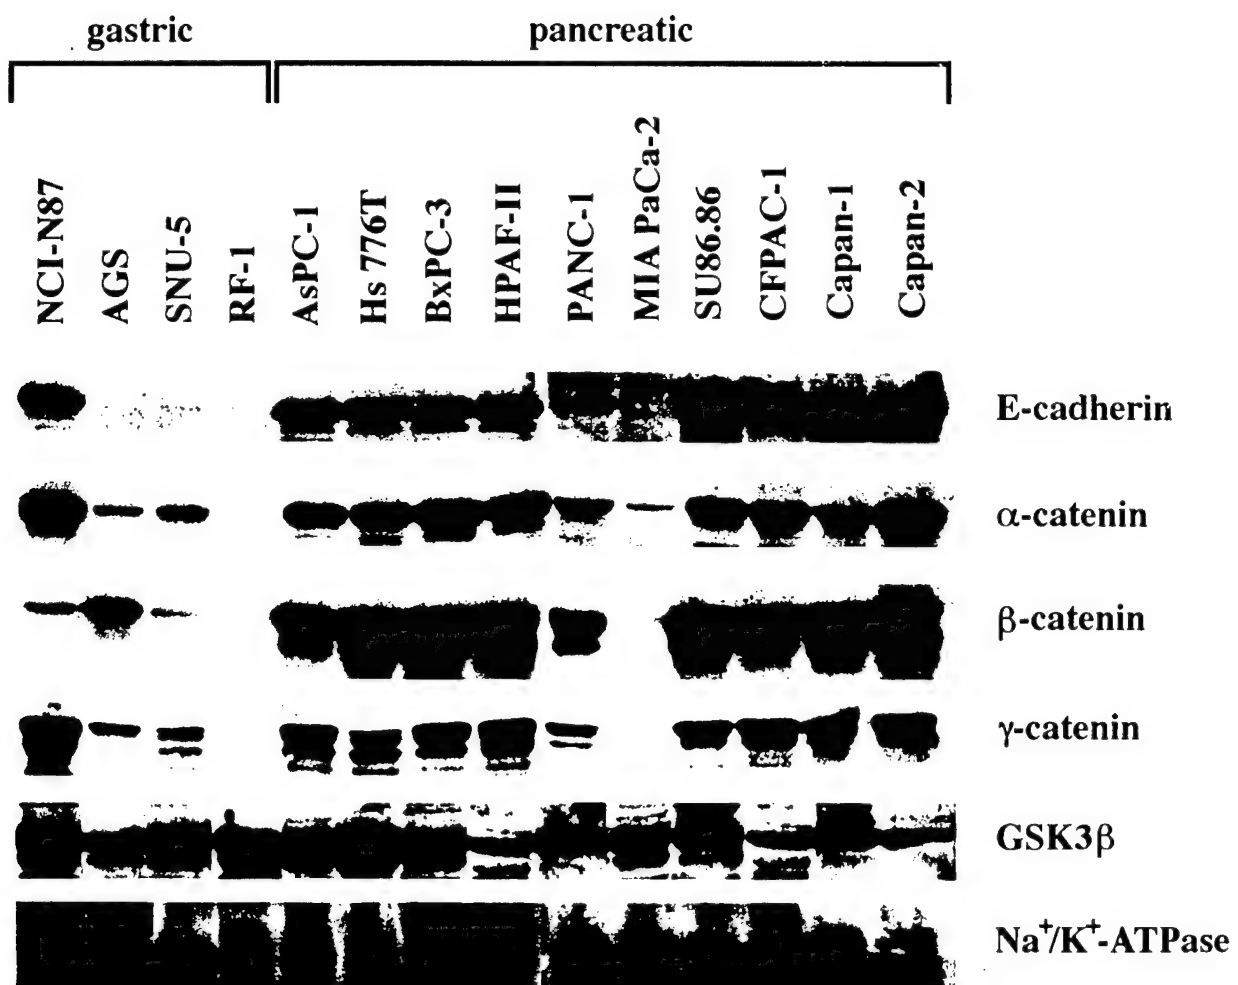 gastric
pancreatic
NCI-N87
AGS
SNU-5
RF-1
AsPC-1
Hs 776T
BxPC-3
HPAF-II
PANC-1
MIA PaCa-2
SU86.86
CFPAC-1
Capan-1
Capan-2
E-cadherin
α-catenin
β-catenin
γ-catenin
GSK3β
Na⁺/K⁺-ATPase